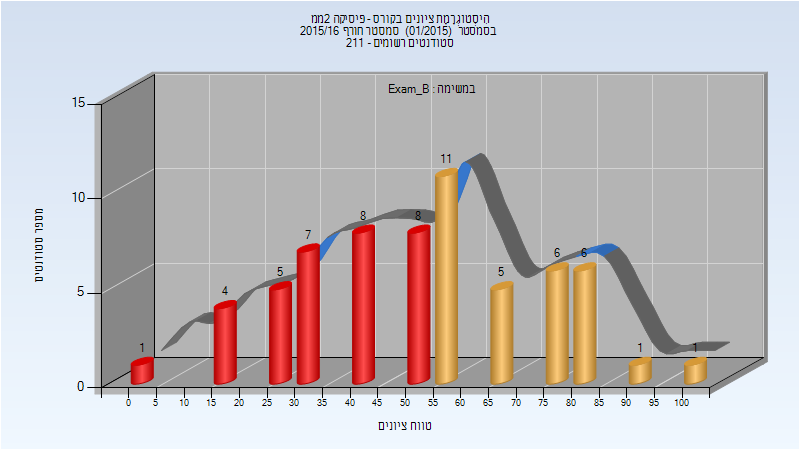 היסטוגרמת ציונים בקורס - פיסיקה 2ממ
בסמסטר (01/2015) סמסטר חורף 2015/16
סטודנטים רשומים - 211
במשימה : Exam_B
מספר סטודנטים
15
10
5
0
1 4 5 7 8 8 11 5 6 6 1 1
0 5 10 15 20 25 30 35 40 45 50 55 60 65 70 75 80 85 90 95 100
טווח ציונים